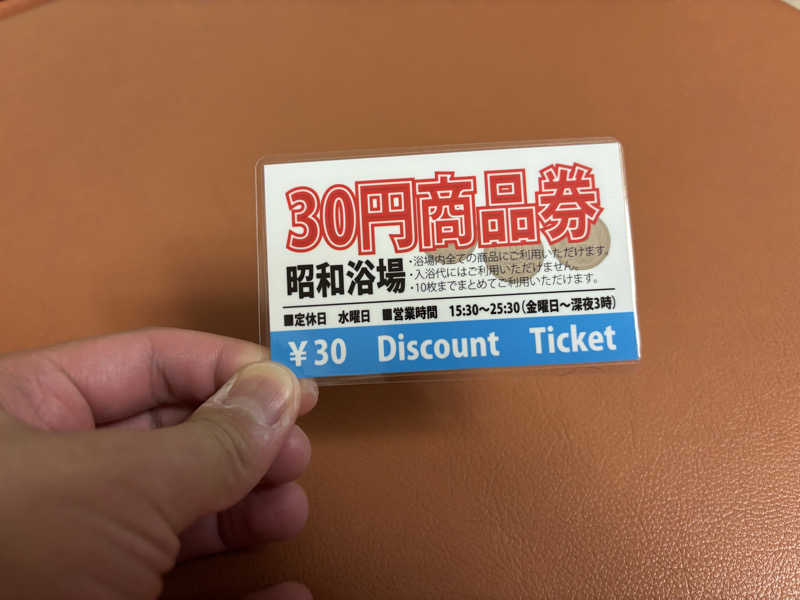 30円商品券
昭和浴場
・浴場内全ての商品にご利用いただけます。
・入浴代にはご利用いただけません。
・10枚までまとめてご利用いただけます。
■定休日 水曜日 ■営業時間 15:30〜25:30(金曜日〜深夜3時)
¥30 Discount Ticket